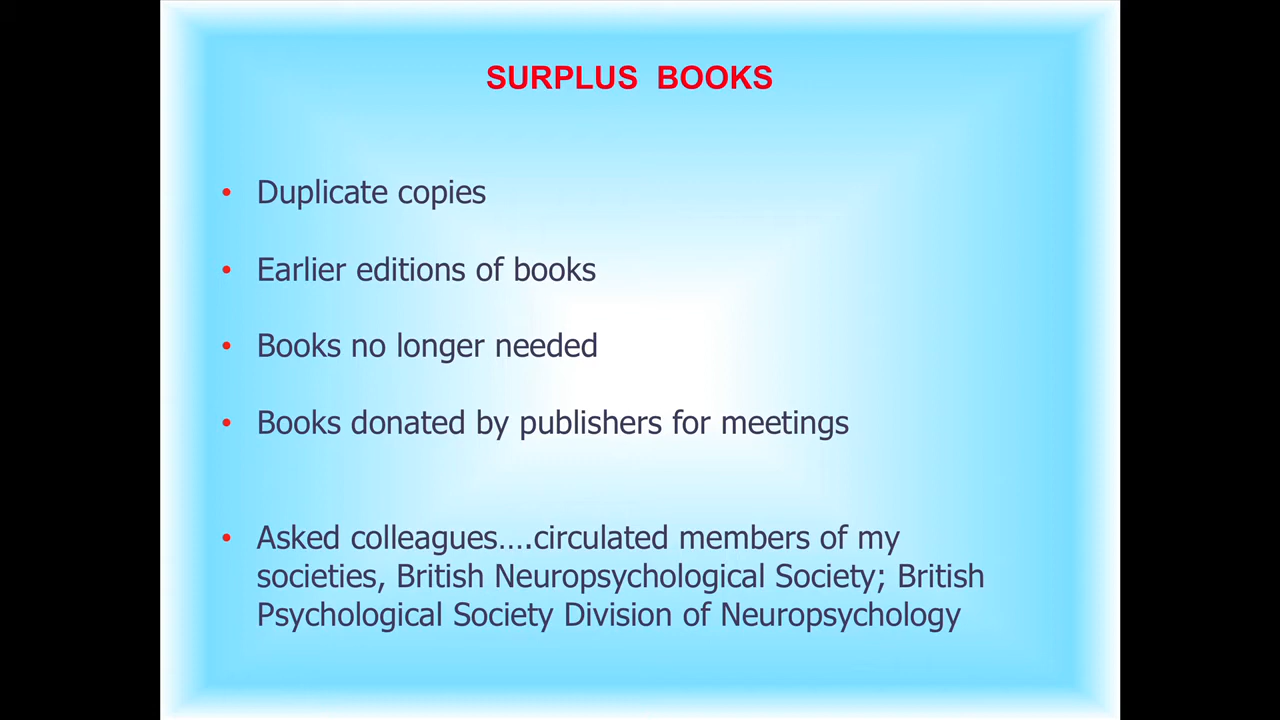 SURPLUS BOOKS
• Duplicate copies
• Earlier editions of books
• Books no longer needed
• Books donated by publishers for meetings
• Asked colleagues….circulated members of my
societies, British Neuropsychological Society; British
Psychological Society Division of Neuropsychology